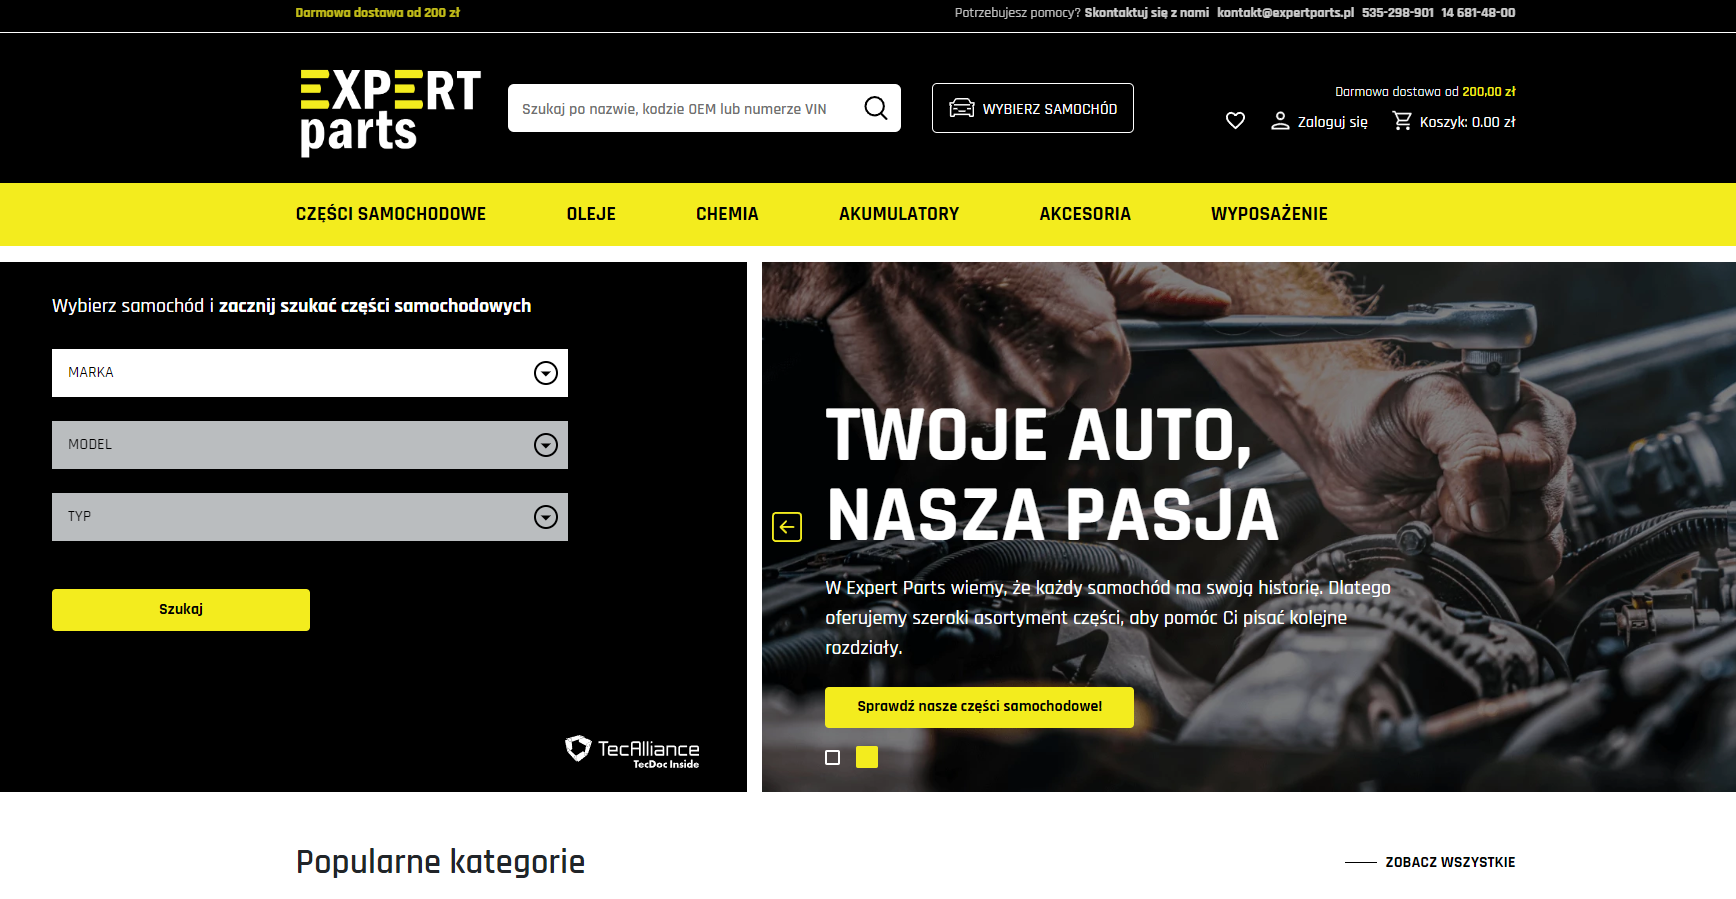 Darmowa dostawa od 200 zł
Potrzebujesz pomocy? Skontaktuj się z nami kontakt@expertparts.pl 535-298-901 14 681-48-00
EXPERT
parts
Szukaj po nazwie, kodzie OEM lub numerze VIN
WYBIERZ SAMOCHÓD
Darmowa dostawa od 200,00 zł
Zaloguj się
Koszyk: 0.00 zł
CZĘŚCI SAMOCHODOWE
OLEJE
CHEMIA
AKUMULATORY
AKCESORIA
WYPOSAŻENIE
Wybierz samochód i zacznij szukać części samochodowych
MARKA
MODEL
TYP
Szukaj
TecAlliance
TecDoc Inside
TWOJE AUTO,
NASZA PASJA
W Expert Parts wiemy, że każdy samochód ma swoją historię. Dlatego
oferujemy szeroki asortyment części, aby pomóc Ci pisać kolejne
rozdziały.
Sprawdź nasze części samochodowe!
Popularne kategorie
ZOBACZ WSZYSTKIE